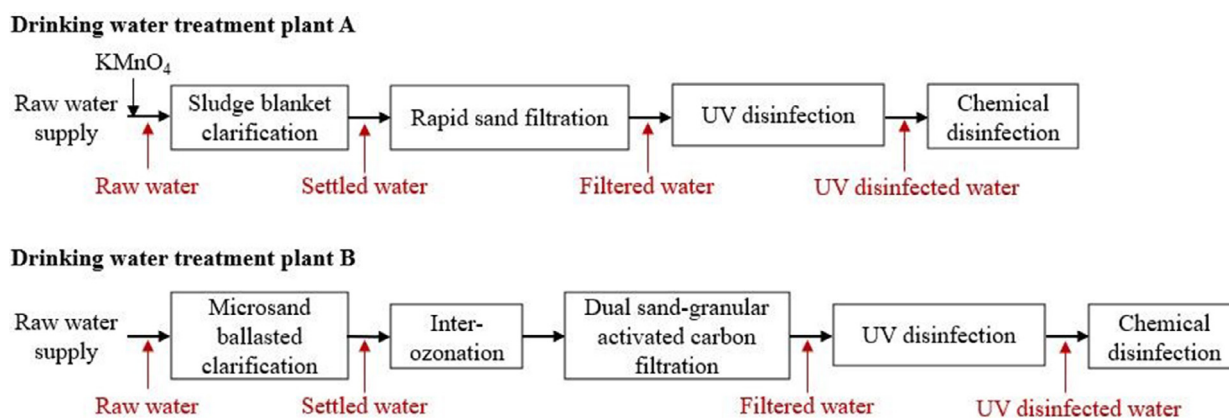 Drinking water treatment plant A
KMnO₄
Raw water
supply
Sludge blanket
clarification
Rapid sand filtration
UV disinfection
Chemical
disinfection
Raw water
Settled water
Filtered water
UV disinfected water
Drinking water treatment plant B
Raw water
supply
Microsand
ballasted
clarification
Inter-
ozonation
Dual sand-granular
activated carbon
filtration
UV disinfection
Chemical
disinfection
Raw water
Settled water
Filtered water
UV disinfected water